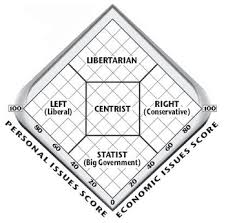 LIBERTARIAN
LEFT
(Liberal)
CENTRIST
RIGHT
(Conservative)
STATIST
(Big Government)
100
80
60
40
20
0
20
40
60
80
100
PERSONAL ISSUES SCORE
ECONOMIC ISSUES SCORE